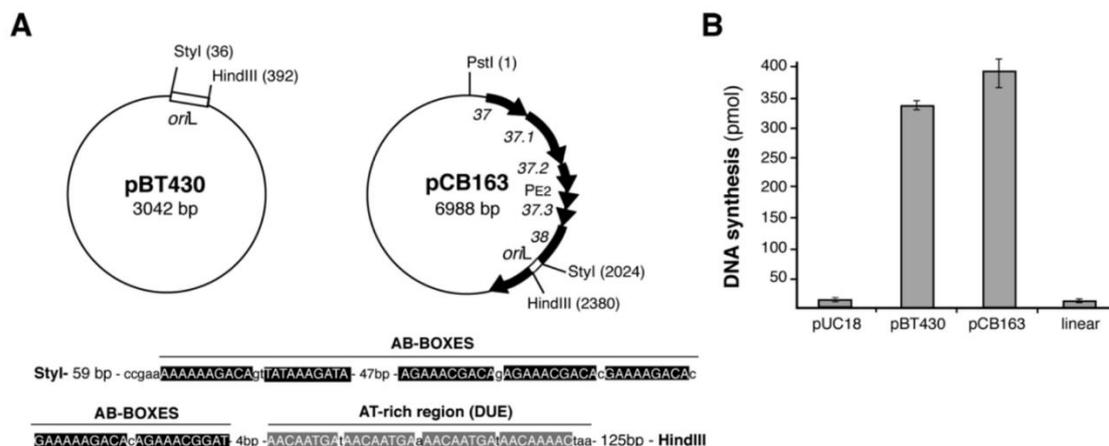 A
StyI (36)
HindIII (392)
oriL
pBT430
3042 bp
PstI (1)
37
37.1
37.2
PE2
37.3
38
oriL
pCB163
6988 bp
StyI (2024)
HindIII (2380)
AB-BOXES
StyI- 59 bp - ccgaaAAAAAAGACAgtTATAAAGATA- 47bp - AGAAACGACAgAGAAACGACAcGAAAAGACAc
AB-BOXES AT-rich region (DUE)
GAAAAAGACAcAGAAACGGAT- 4bp - AACAATGAtAACAATGAaAACAATGAtAACAAAACtaa- 125bp - HindIII
B
DNA synthesis (pmol)
400
350
300
250
200
150
100
50
pUC18 pBT430 pCB163 linear